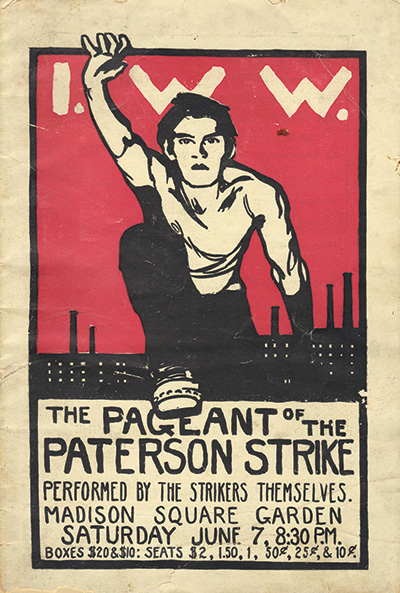 I. W. W.
THE PAGEANT OF THE
PATERSON STRIKE
PERFORMED BY THE STRIKERS THEMSELVES.
MADISON SQUARE GARDEN
SATURDAY JUNE 7, 8:30 P.M.
BOXES $20 & $10: SEATS $2, 1.50, 1, 50¢, 25¢, & 10¢.